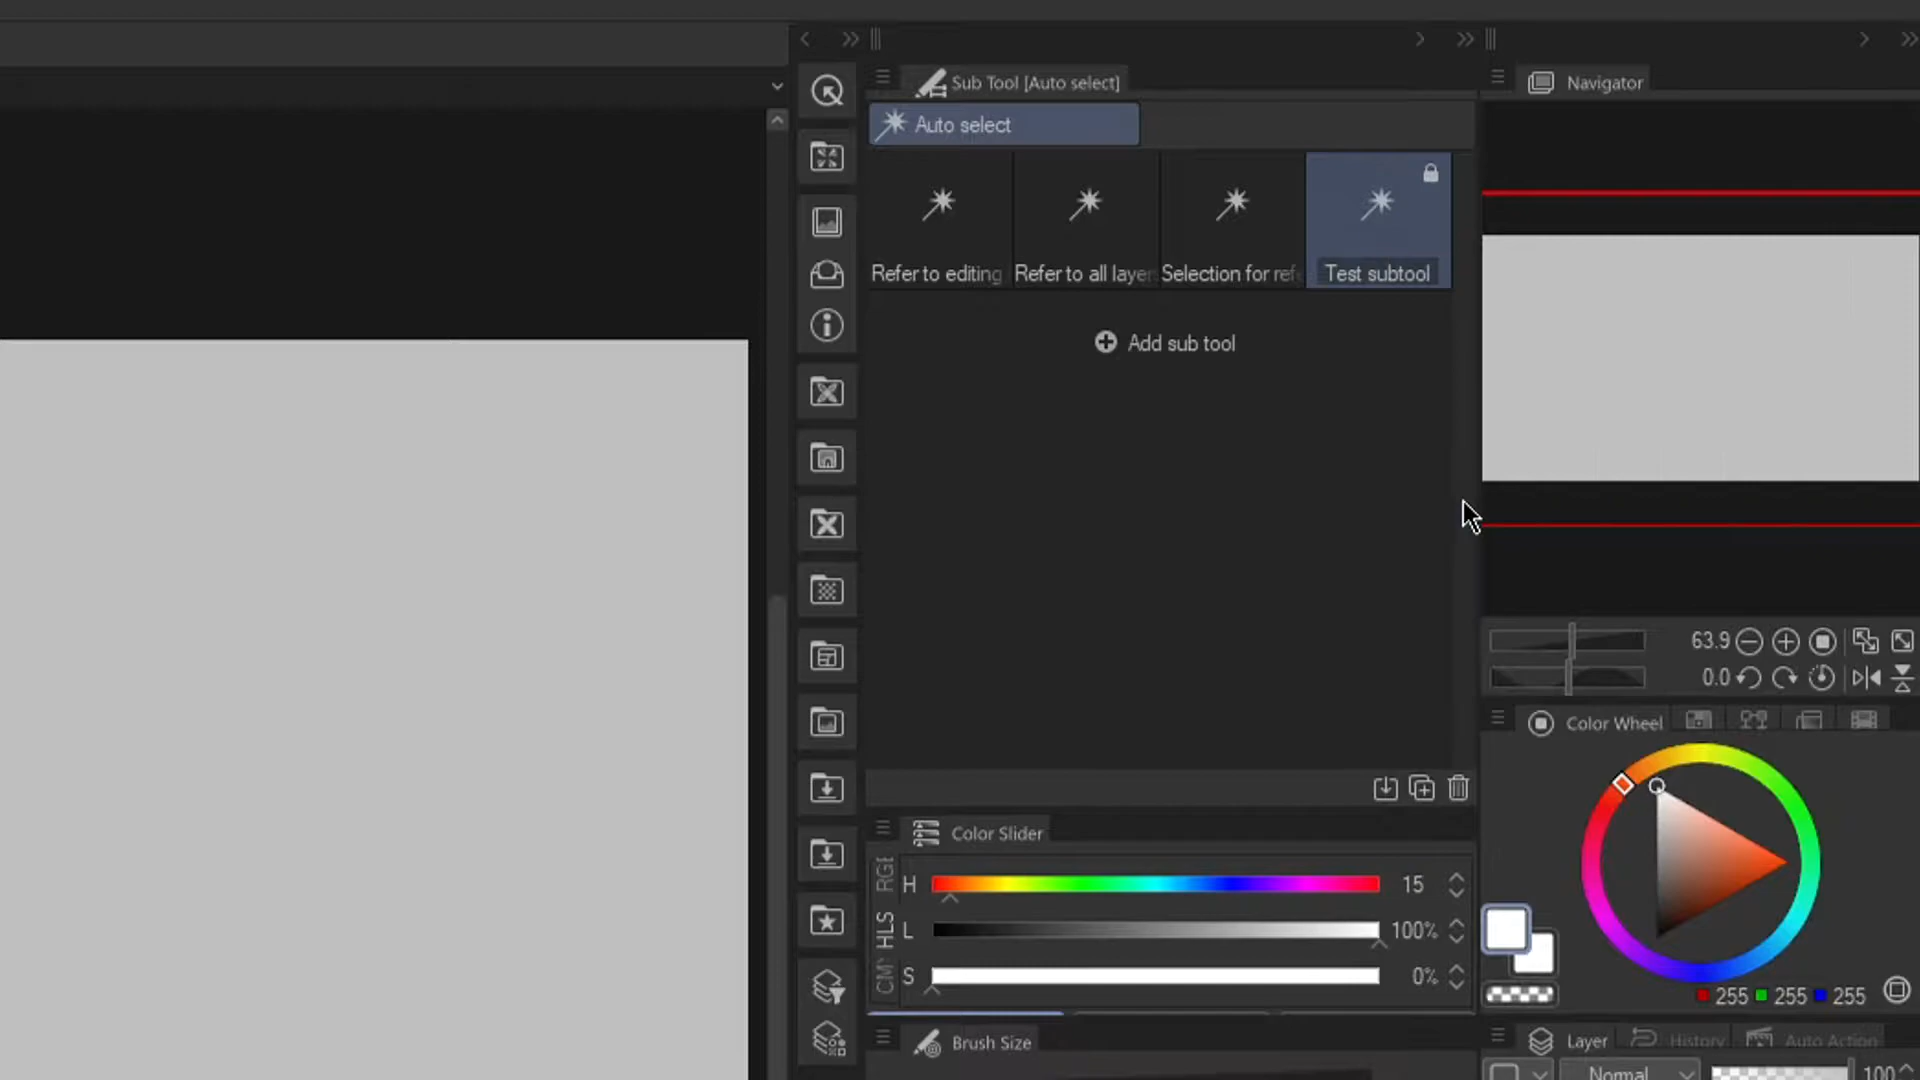 Sub Tool [Auto select]
Auto select
Refer to editing
Refer to all layer
Selection for ref
Test subtool
Add sub tool
Navigator
63.9
0.0
Color Wheel
255 255 255
Color Slider
RGB
HLS
CMY
H 15
L 100%
S 0%
Brush Size
Layer
History
Auto Action
Normal
100